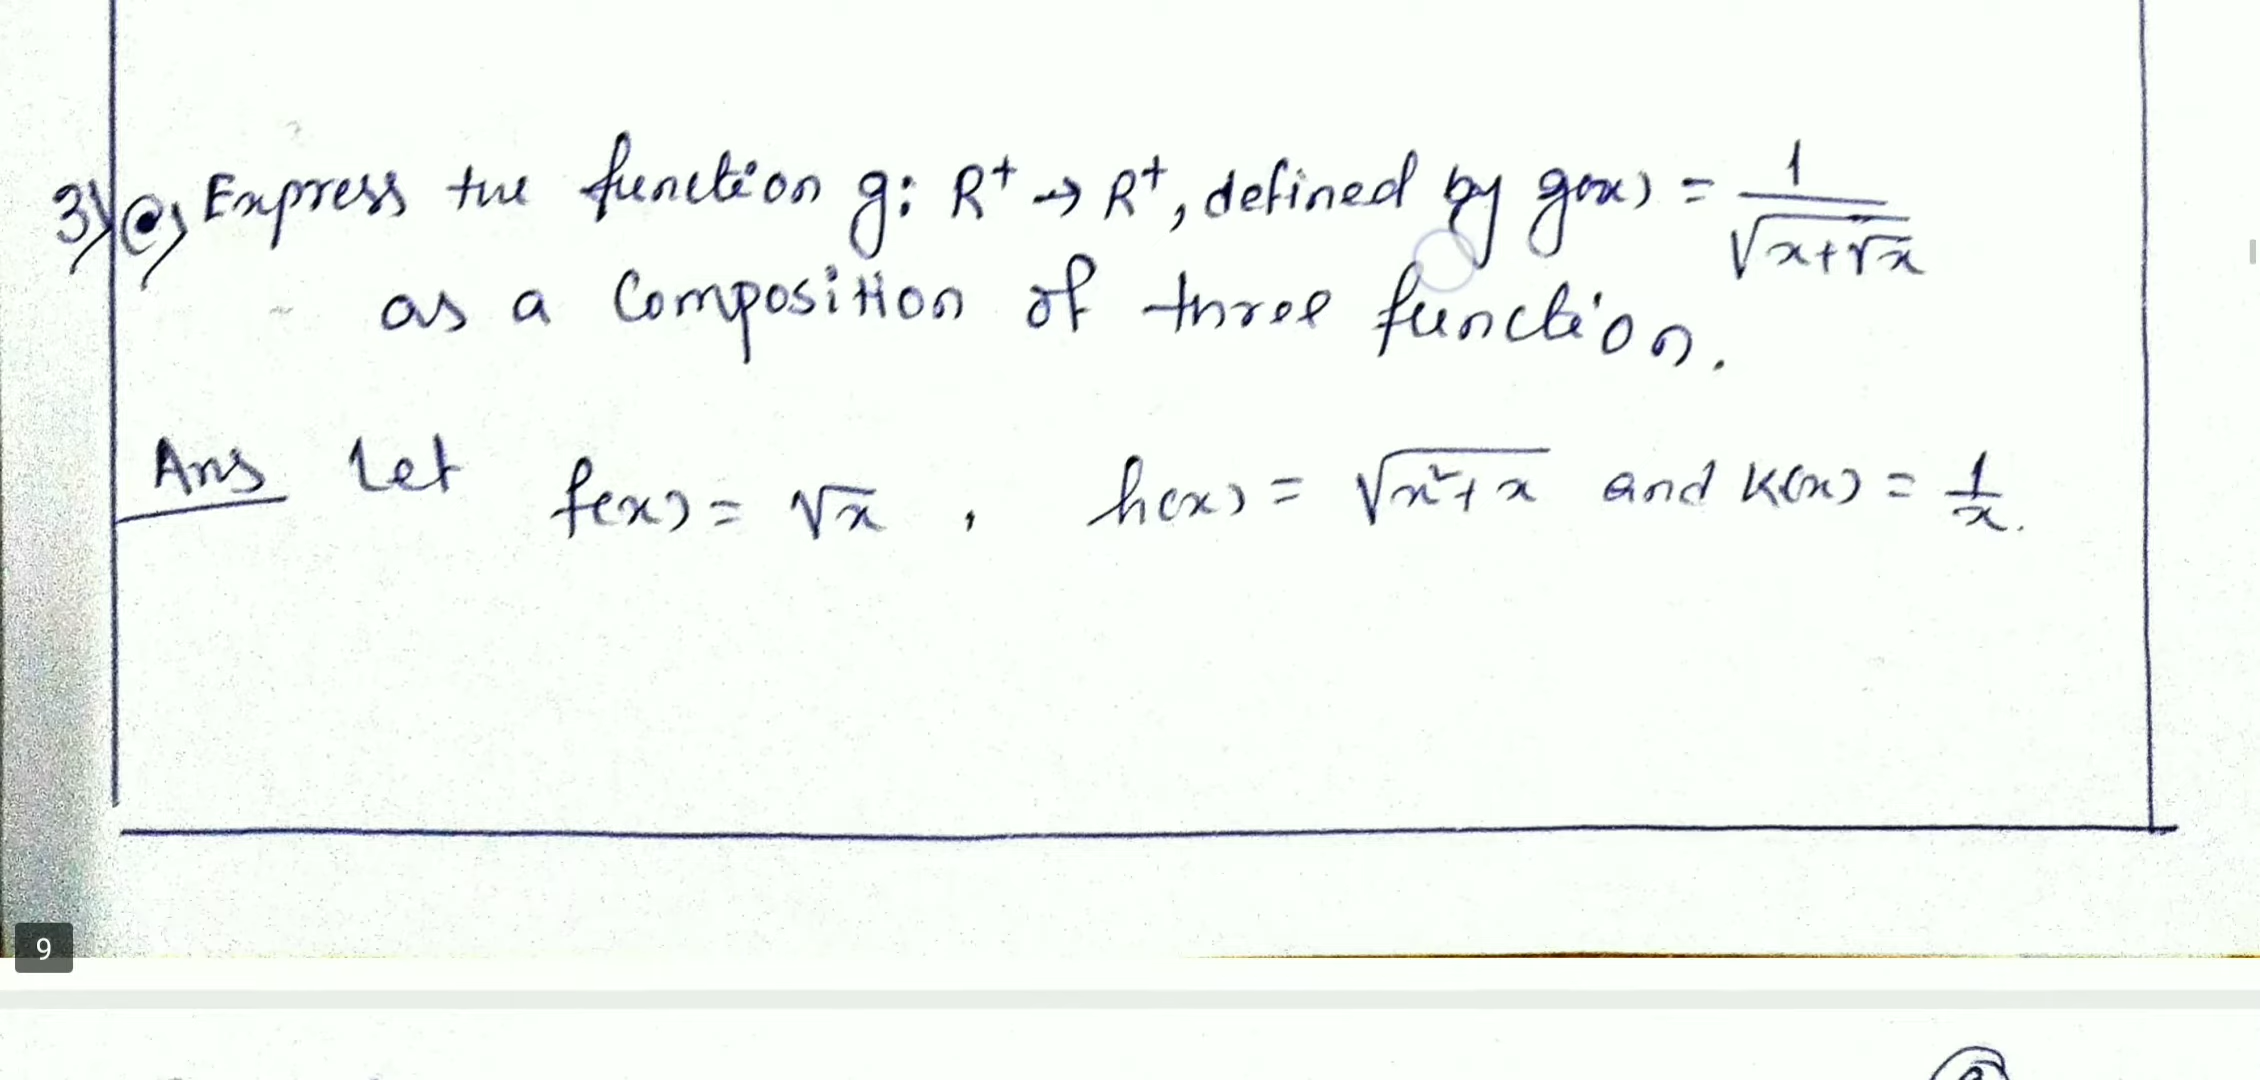 3) e) Express the function g: R⁺ → R⁺, defined by g(x) = 1/√(x+√x)
as a Composition of three function.
Ans Let f(x) = √x , h(x) = √(x²+x) and K(x) = 1/x.
9